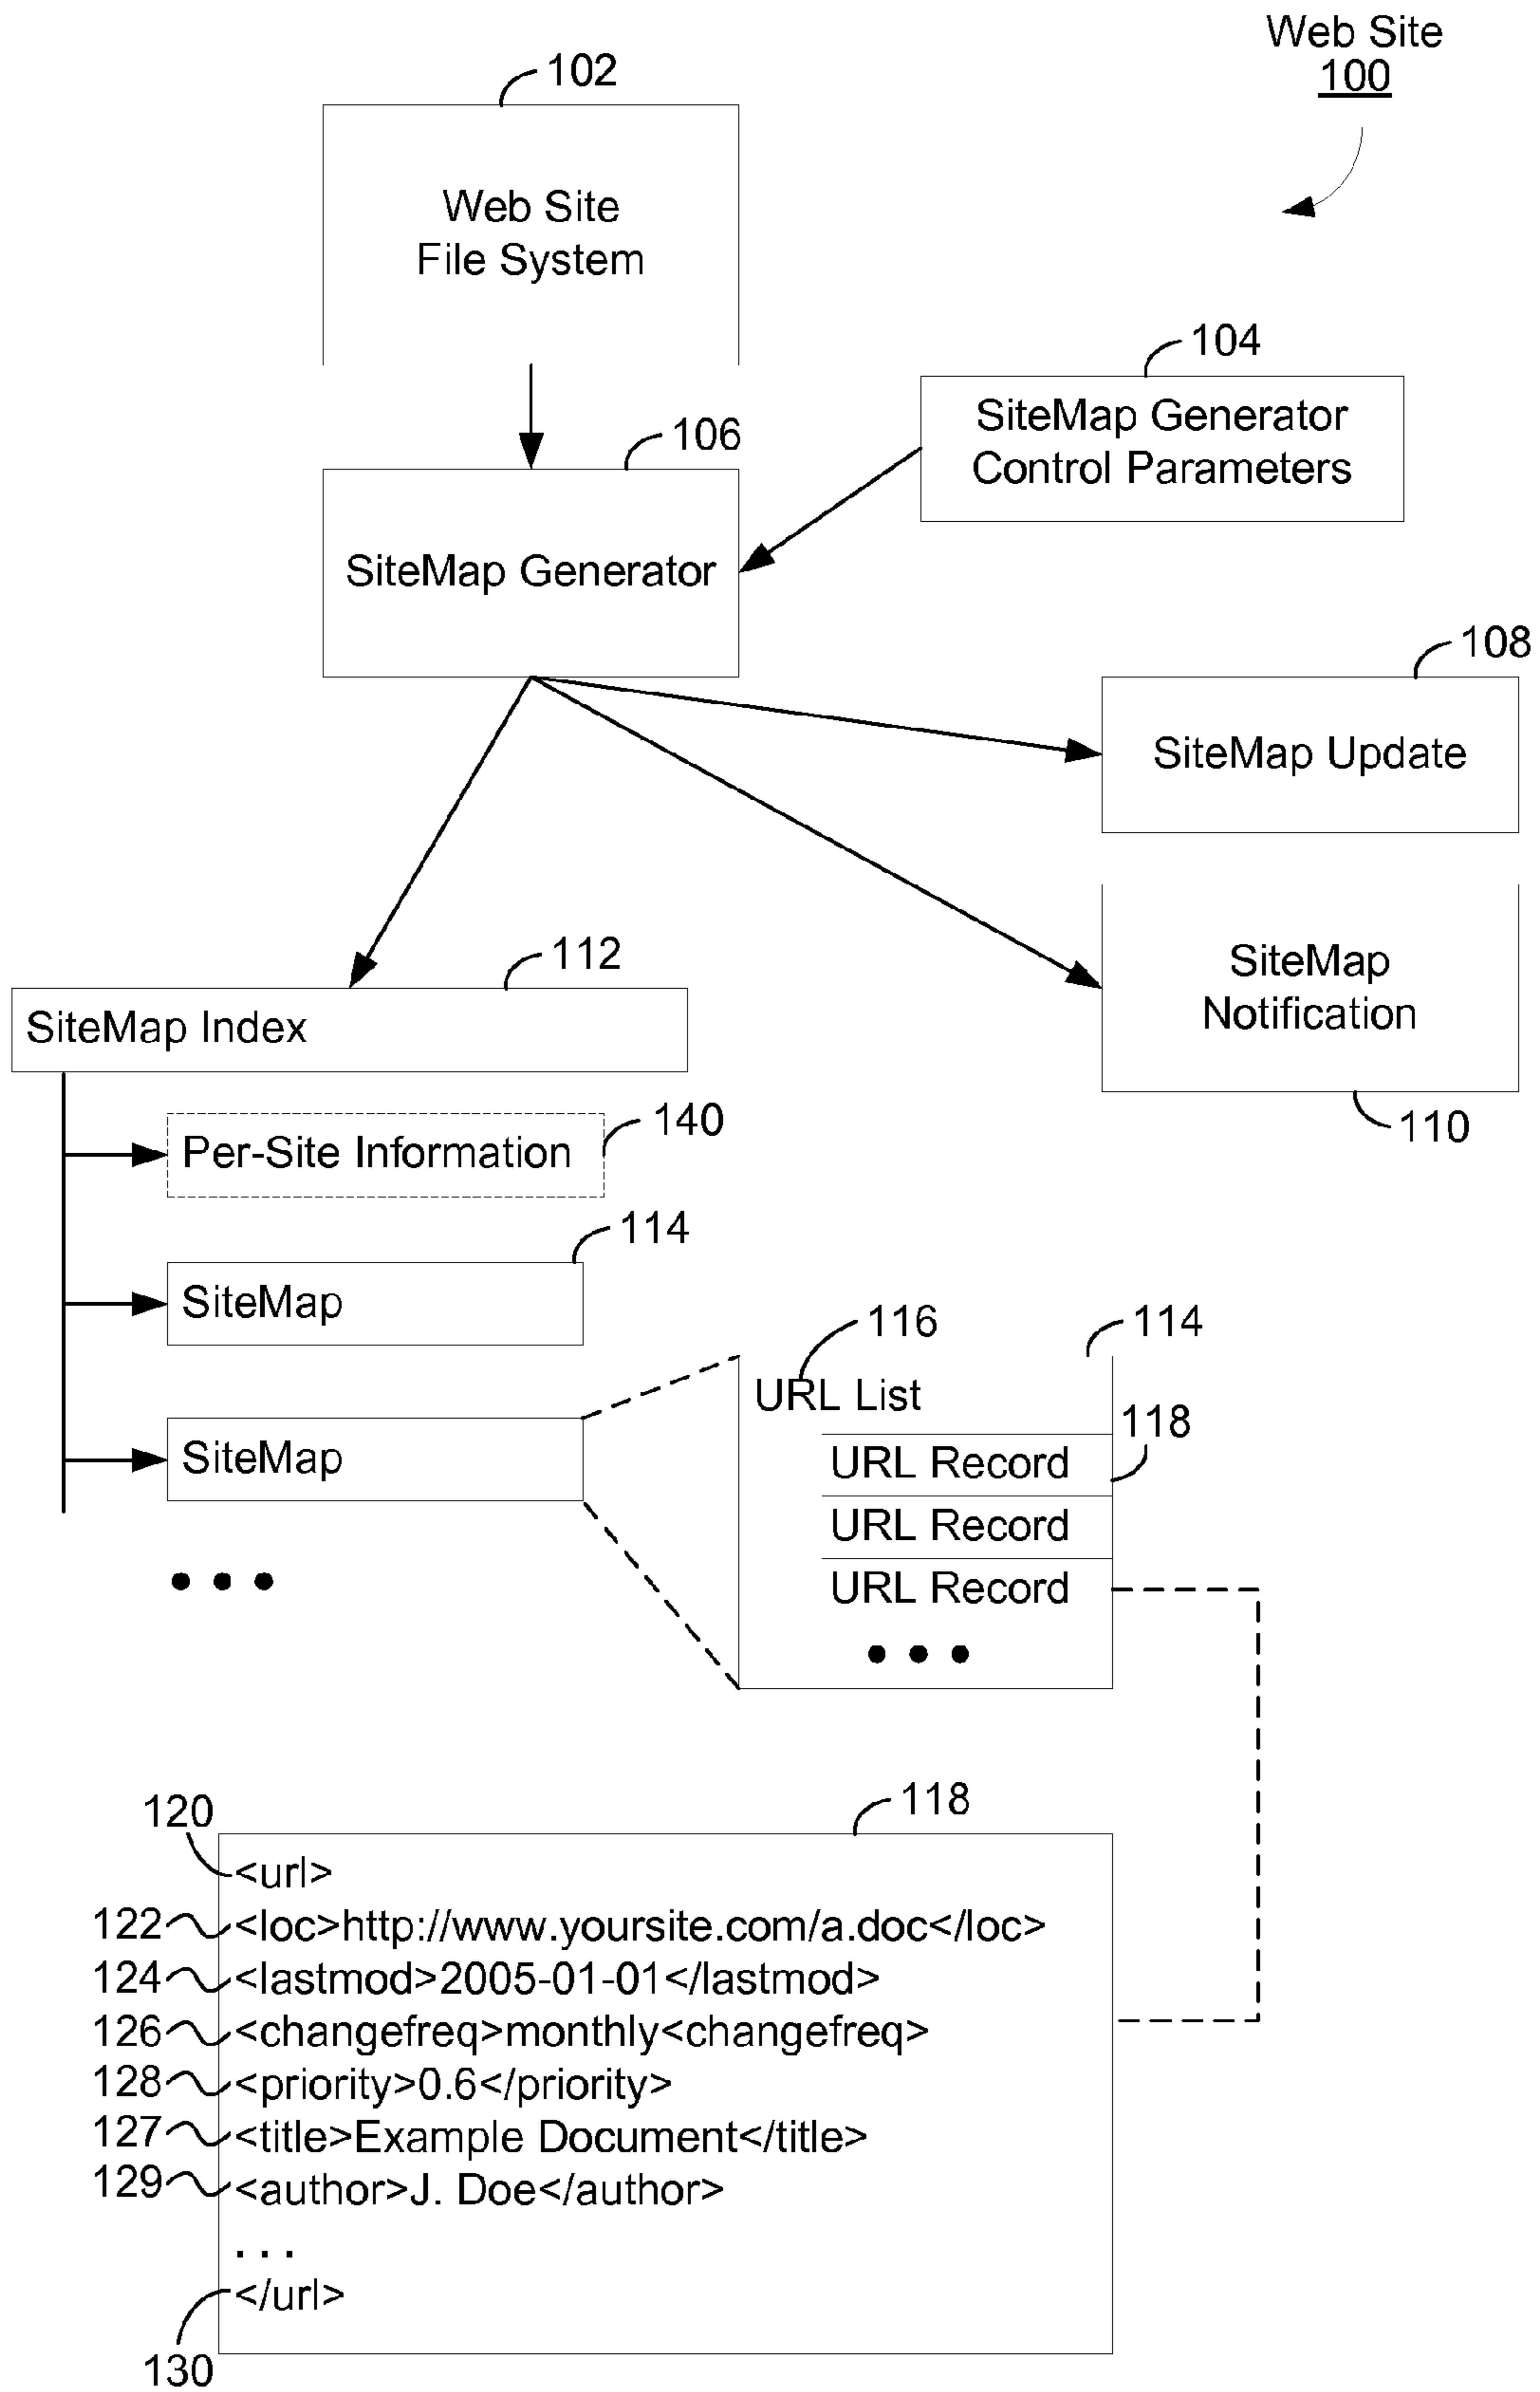 Web Site
100
102
Web Site
File System
104
SiteMap Generator
Control Parameters
106
SiteMap Generator
108
SiteMap Update
SiteMap
Notification
110
112
SiteMap Index
140
Per-Site Information
114
SiteMap
SiteMap
116
114
URL List
118
URL Record
URL Record
URL Record
118
120
<url>
122
<loc>http://www.yoursite.com/a.doc</loc>
124
<lastmod>2005-01-01</lastmod>
126
<changefreq>monthly<changefreq>
128
<priority>0.6</priority>
127
<title>Example Document</title>
129
<author>J. Doe</author>
. . .
</url>
130